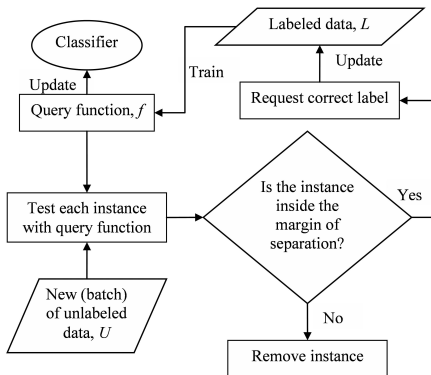 Classifier
Labeled data, L
Update
Train
Update
Query function, f
Request correct label
Is the instance
inside the
margin of
separation?
Yes
Test each instance
with query function
New (batch)
of unlabeled
data, U
No
Remove instance